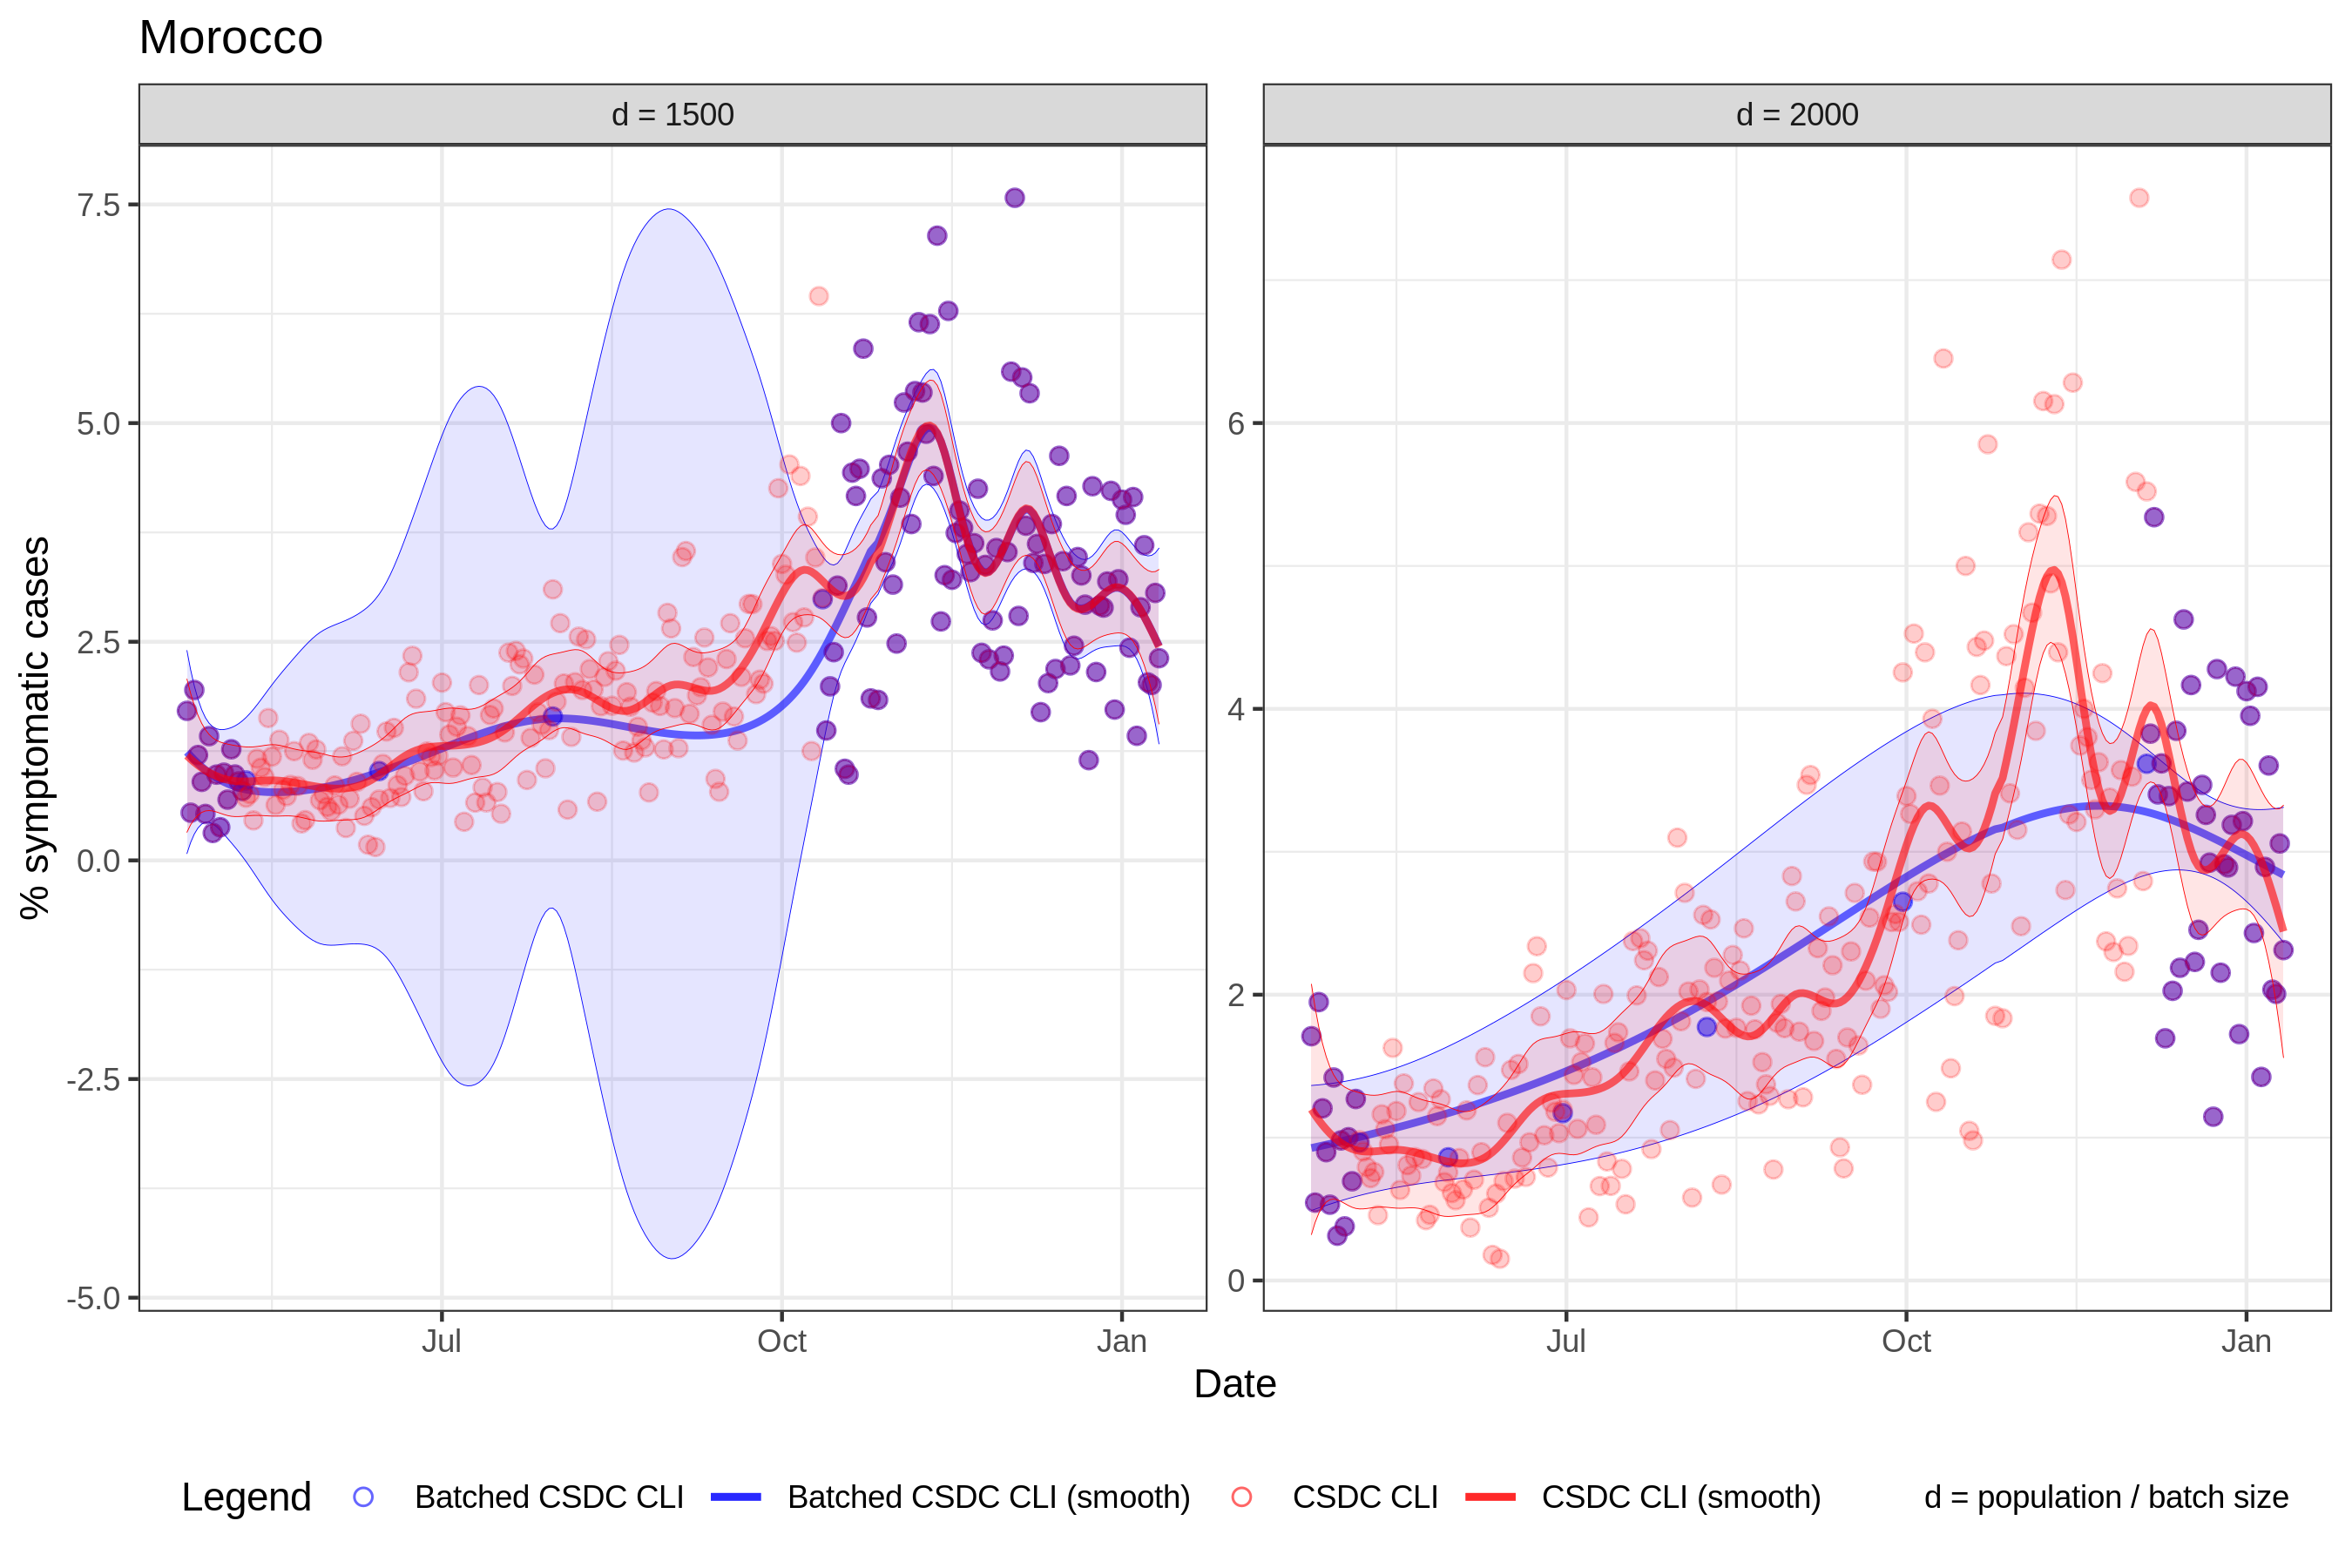 Morocco
d = 1500
d = 2000
% symptomatic cases
7.5
5.0
2.5
0.0
-2.5
-5.0
6
4
2
0
Jul
Oct
Jan
Jul
Oct
Jan
Date
Legend
Batched CSDC CLI
Batched CSDC CLI (smooth)
CSDC CLI
CSDC CLI (smooth)
d = population / batch size